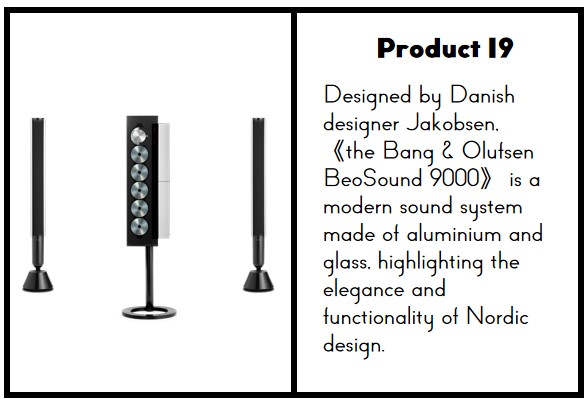 Product 19
Designed by Danish
designer Jakobsen,
《the Bang & Olufsen
BeoSound 9000》 is a
modern sound system
made of aluminium and
glass, highlighting the
elegance and
functionality of Nordic
design.